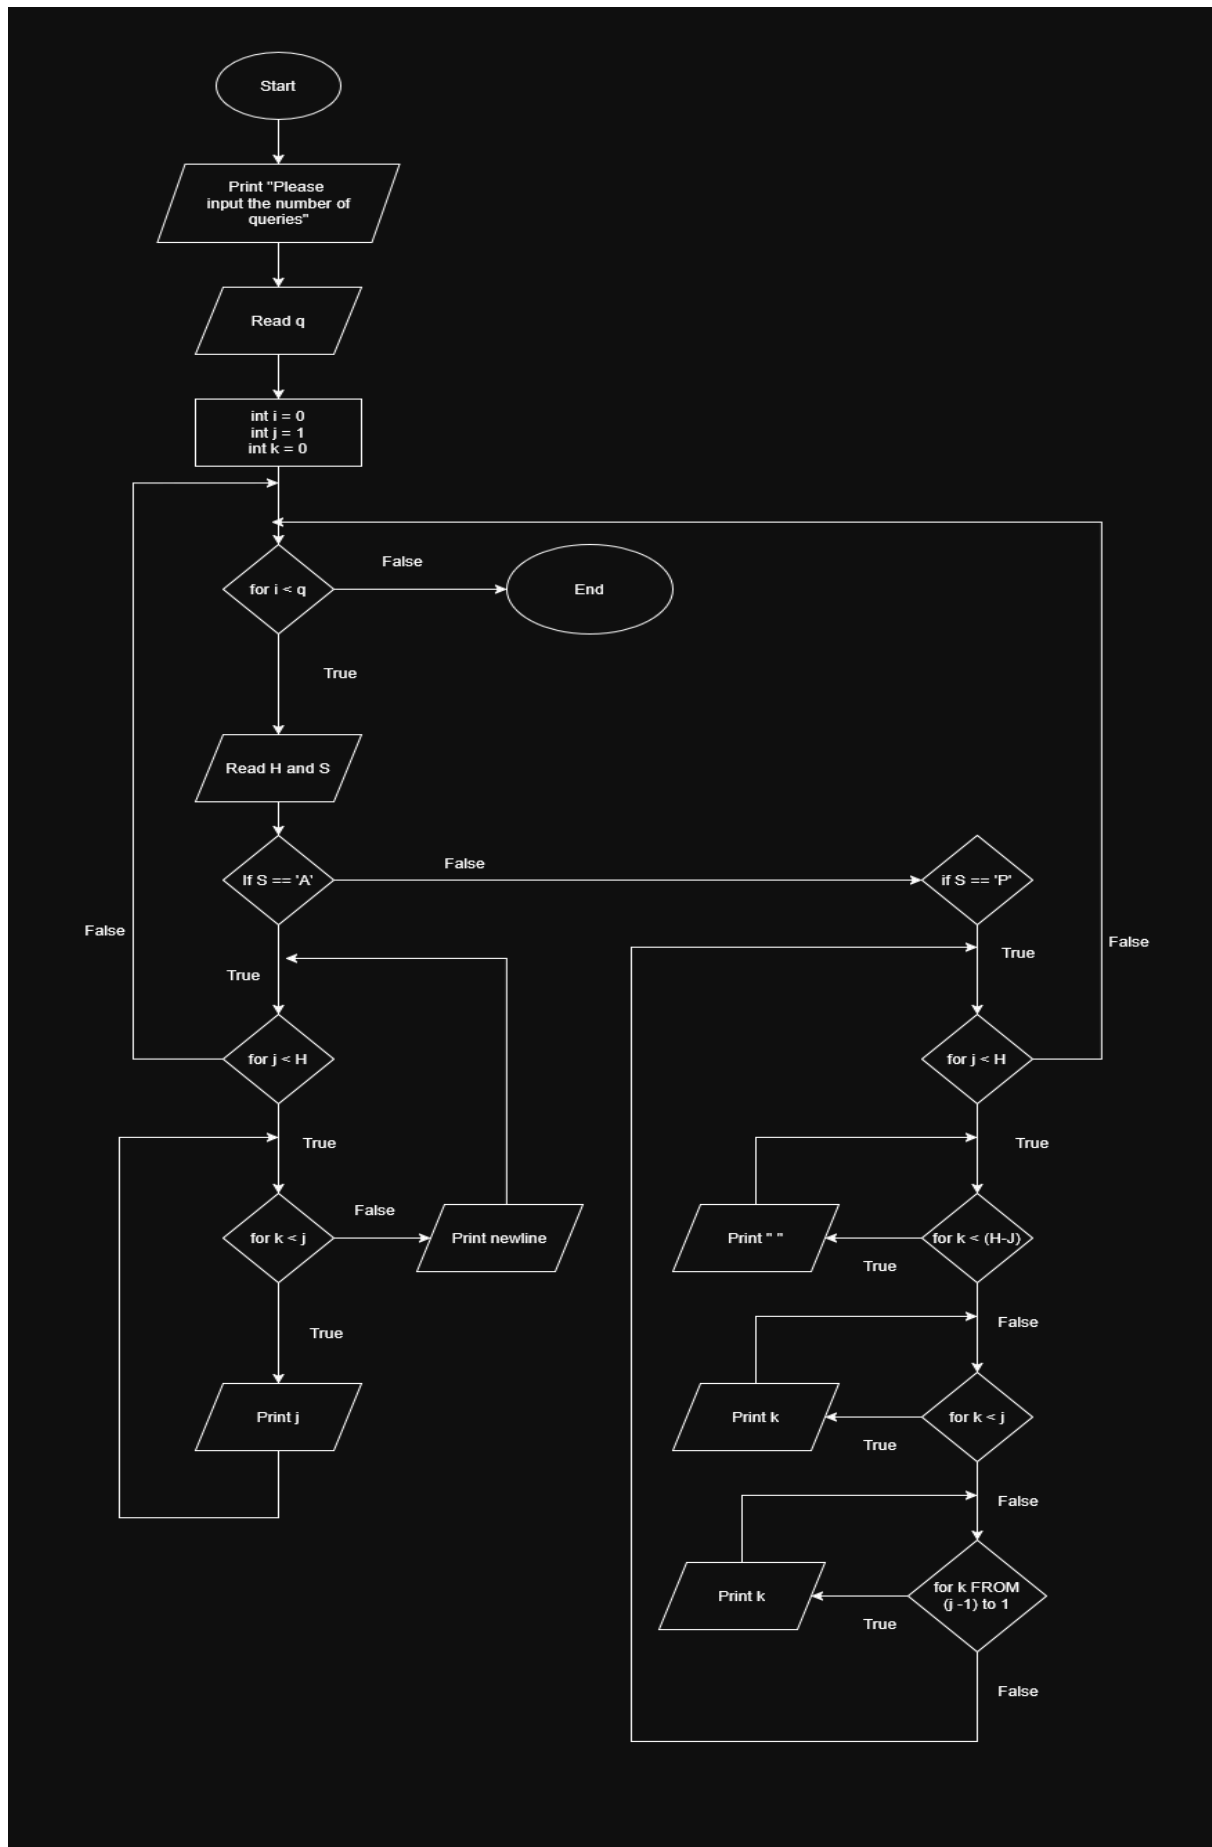 Start
Print "Please
input the number of
queries"
Read q
int i = 0
int j = 1
int k = 0
for i < q
False
End
True
Read H and S
If S == 'A'
False
if S == 'P'
False
True
True
False
for j < H
for j < H
True
True
for k < j
False
Print newline
Print " "
for k < (H-J)
True
True
False
Print j
Print k
for k < j
True
False
Print k
for k FROM
(j -1) to 1
True
False